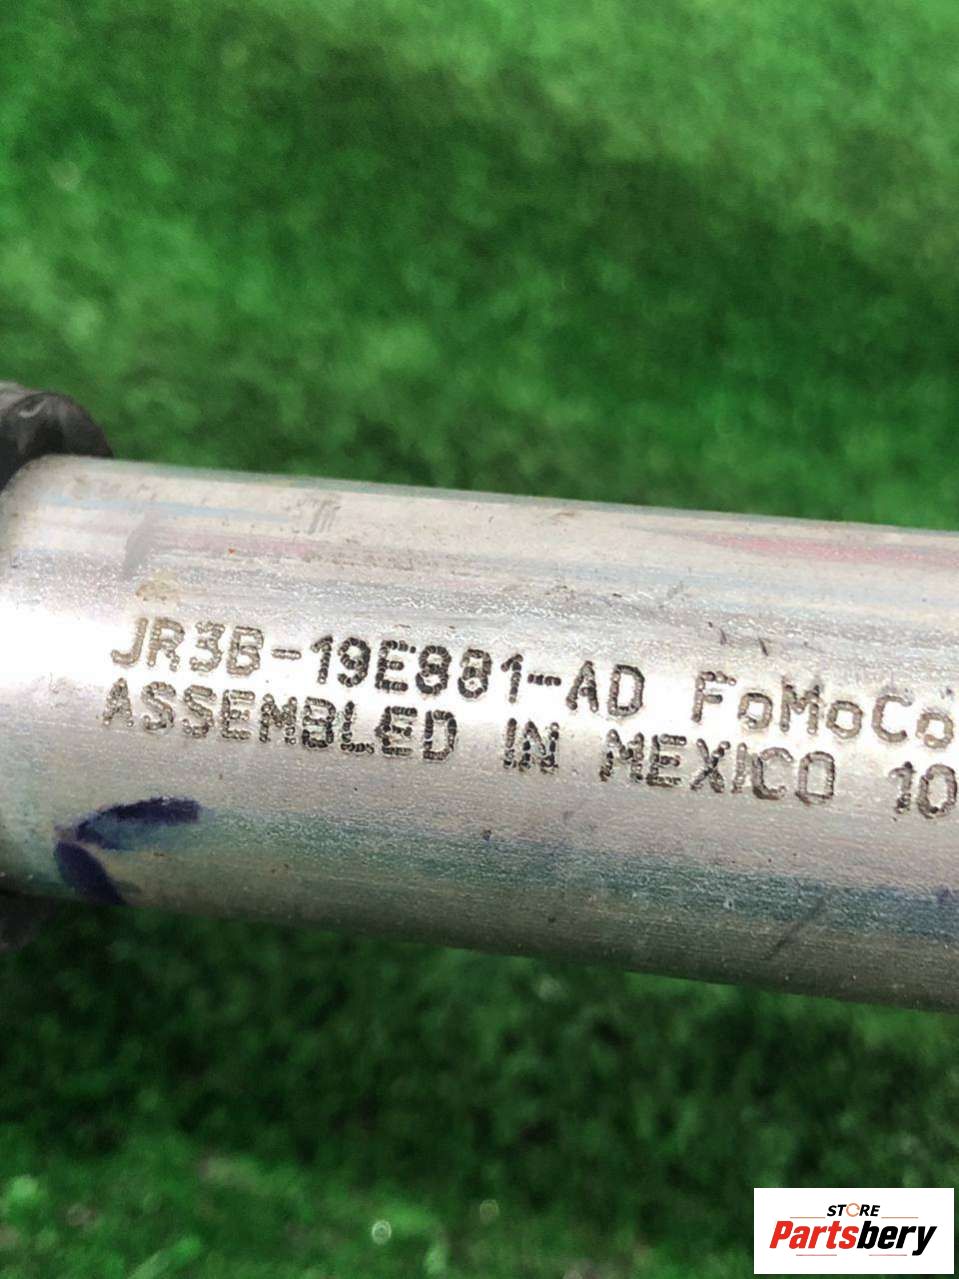 JR3B-19E881-AD FoMoCo
ASSEMBLED IN MEXICO 10
STORE
Partsbery